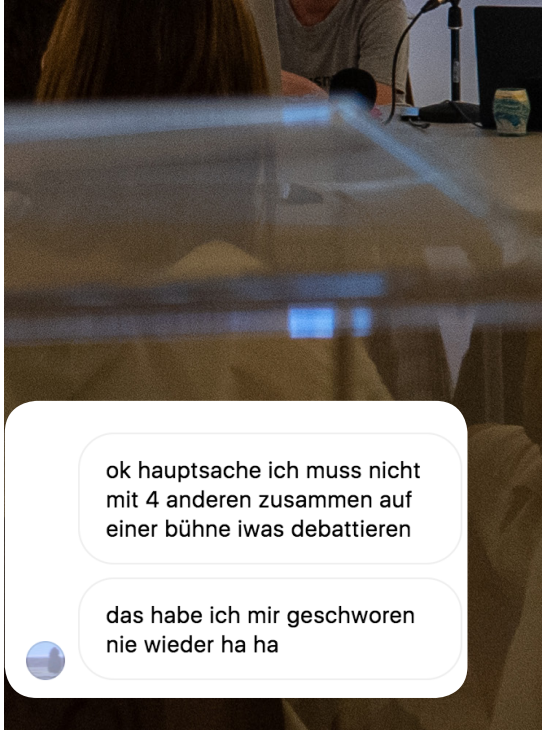 ok hauptsache ich muss nicht
mit 4 anderen zusammen auf
einer bühne iwas debattieren
das habe ich mir geschworen
nie wieder ha ha